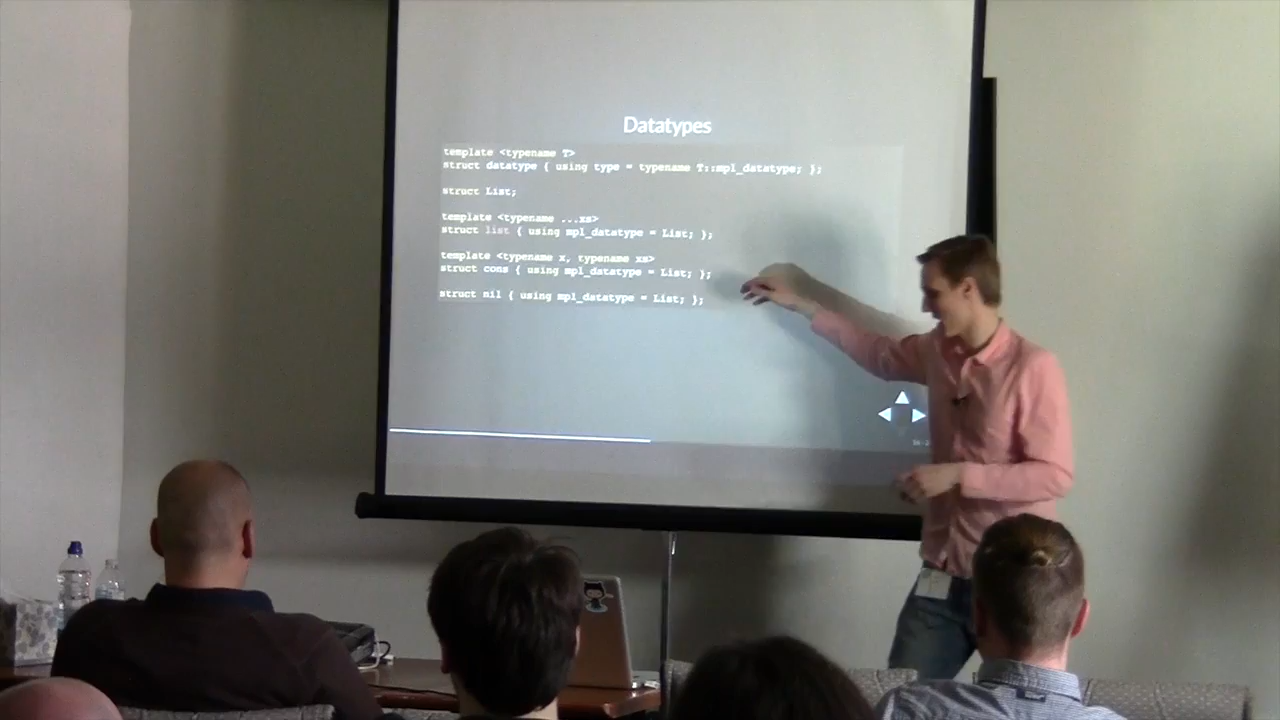 Datatypes
template <typename T>
struct datatype { using type = typename T::mpl_datatype; };
struct List;
template <typename ...xs>
struct list { using mpl_datatype = List; };
template <typename x, typename xs>
struct cons { using mpl_datatype = List; };
struct nil { using mpl_datatype = List; };